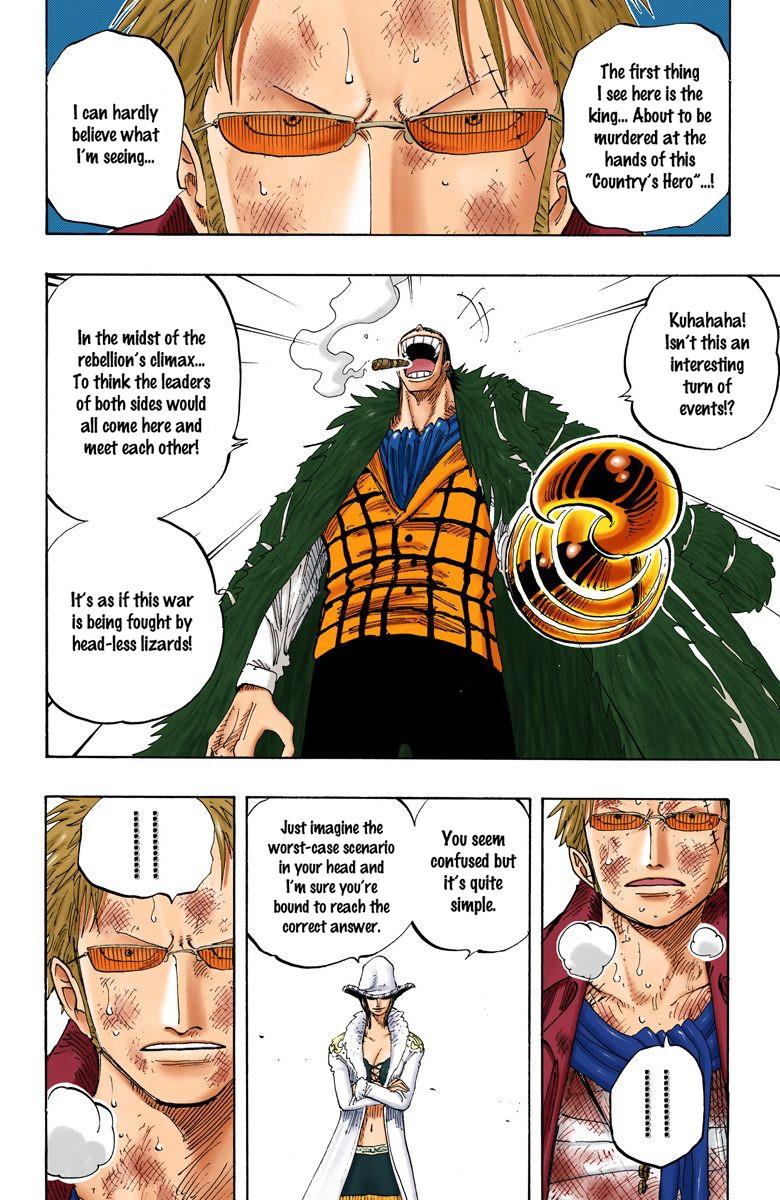 The first thing
I see here is the
king... About to be
murdered at the
hands of this
"Country's Hero"...!
I can hardly
believe what
I'm seeing...
Kuhahaha!
Isn't this an
interesting
turn of
events!?
In the midst of the
rebellion's climax...
To think the leaders
of both sides would
all come here and
meet each other!
It's as if this war
is being fought by
head-less lizards!
!!
You seem
confused but
it's quite
simple.
Just imagine the
worst-case scenario
in your head and
I'm sure you're
bound to reach the
correct answer.
!!